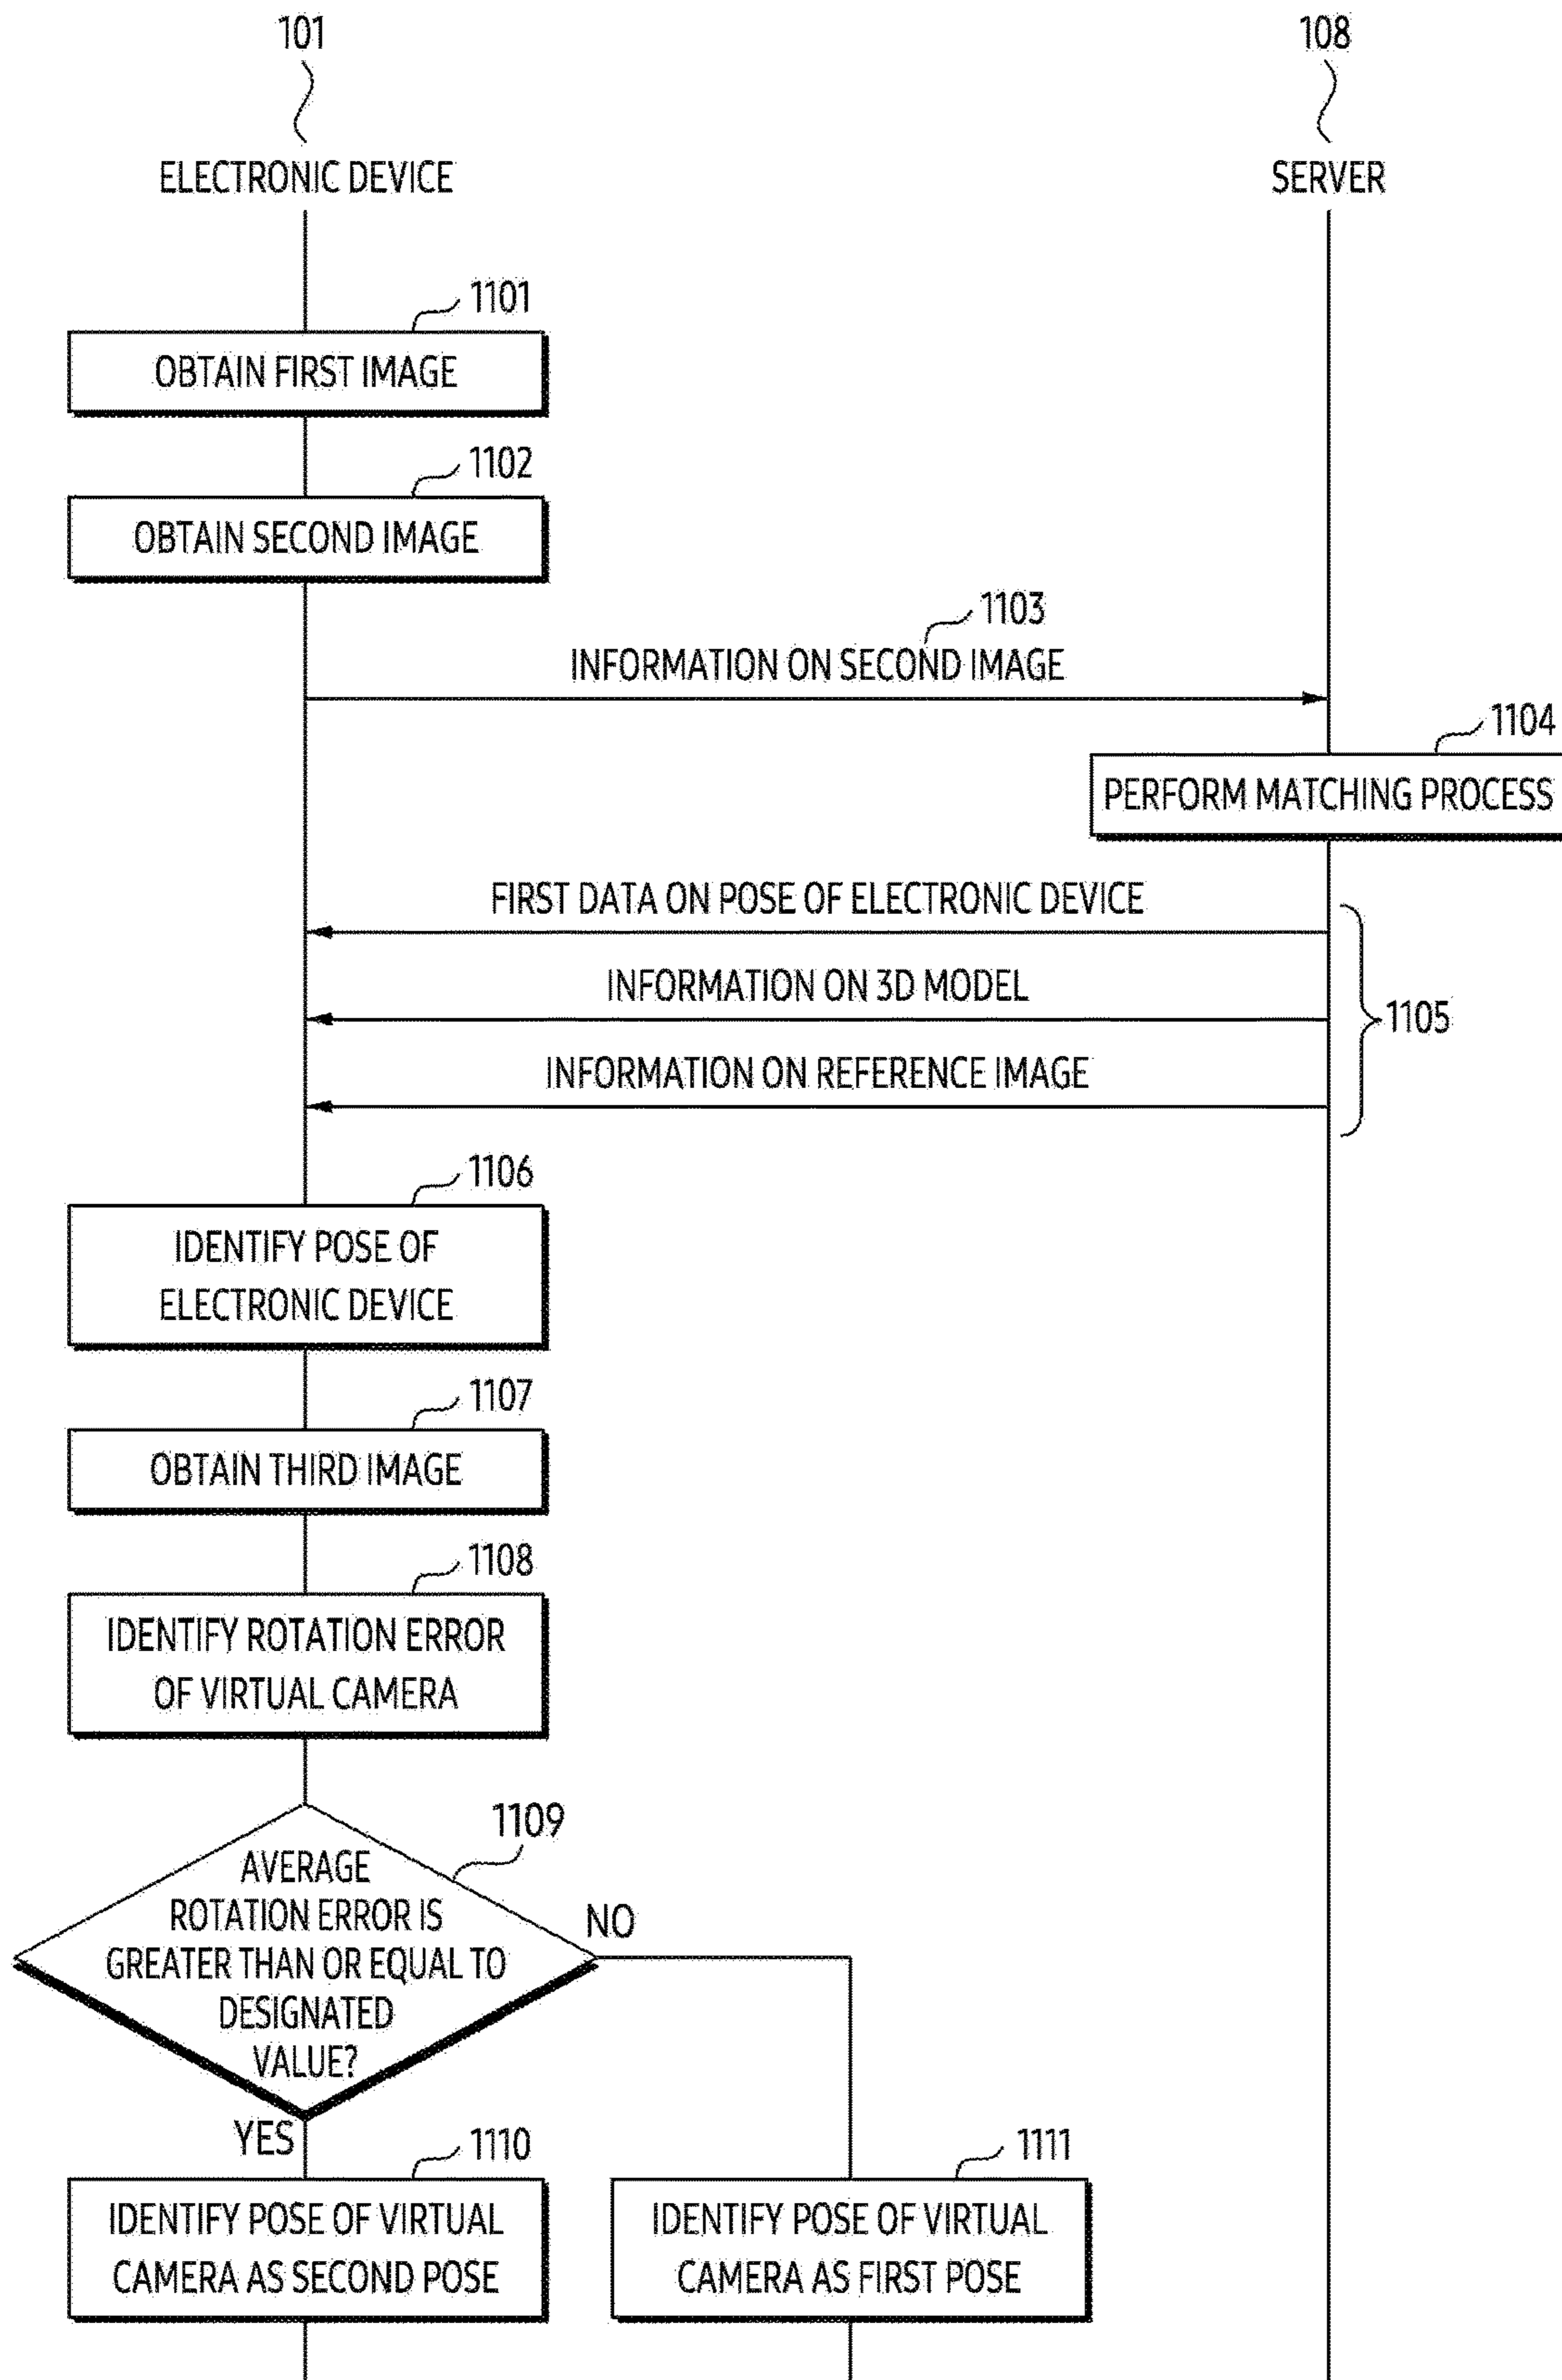 101
108
ELECTRONIC DEVICE
SERVER
1101
OBTAIN FIRST IMAGE
1102
OBTAIN SECOND IMAGE
1103
INFORMATION ON SECOND IMAGE
1104
PERFORM MATCHING PROCESS
FIRST DATA ON POSE OF ELECTRONIC DEVICE
INFORMATION ON 3D MODEL
1105
INFORMATION ON REFERENCE IMAGE
1106
IDENTIFY POSE OF
ELECTRONIC DEVICE
1107
OBTAIN THIRD IMAGE
1108
IDENTIFY ROTATION ERROR
OF VIRTUAL CAMERA
1109
AVERAGE
ROTATION ERROR IS
GREATER THAN OR EQUAL TO
DESIGNATED
VALUE?
NO
YES
1110
IDENTIFY POSE OF VIRTUAL
CAMERA AS SECOND POSE
1111
IDENTIFY POSE OF VIRTUAL
CAMERA AS FIRST POSE